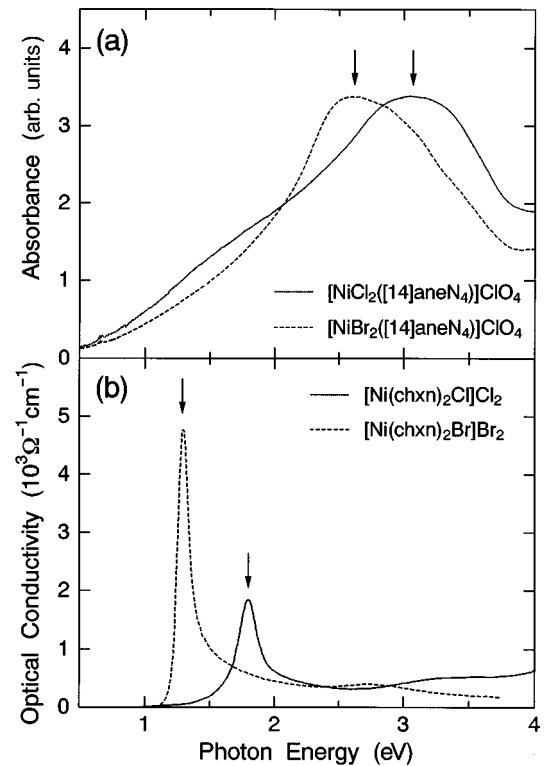 (a)
Absorbance (arb. units)
4
3
2
1
0
[NiCl₂([14]aneN₄)]ClO₄
[NiBr₂([14]aneN₄)]ClO₄
(b)
Optical Conductivity (10³Ω⁻¹cm⁻¹)
5
4
3
2
1
0
[Ni(chxn)₂Cl]Cl₂
[Ni(chxn)₂Br]Br₂
1 2 3 4
Photon Energy (eV)